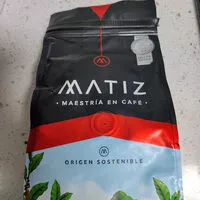 MATIZ
MAESTRÍA EN CAFÉ
M
ORIGEN SOSTENIBLE